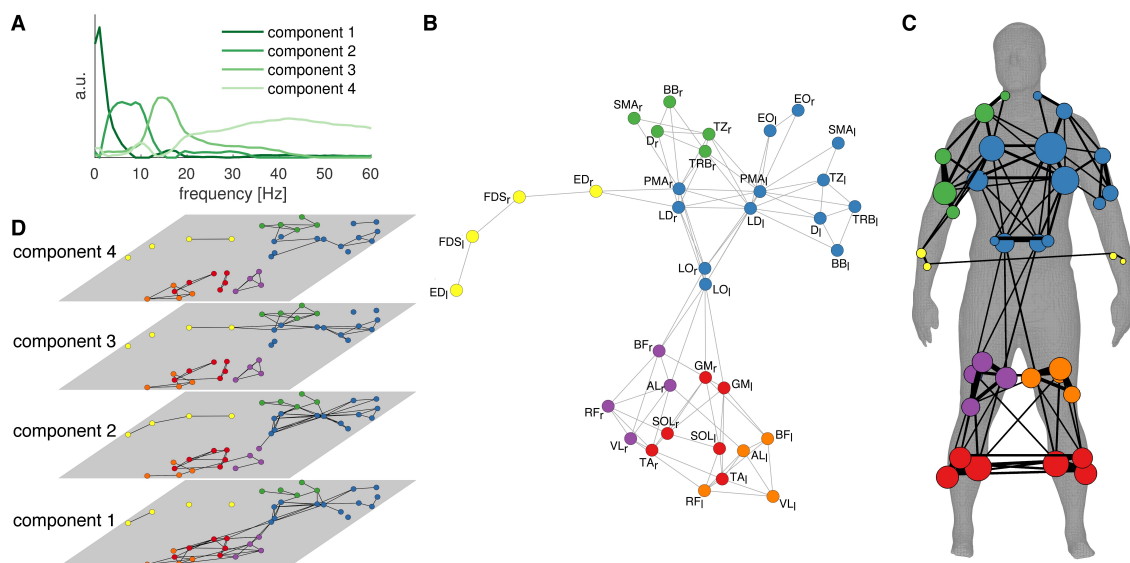 A
component 1
component 2
component 3
component 4
a.u.
0 10 20 30 40 50 60
frequency [Hz]
B
BBr
SMAr
Dr
TZr
TRBr
EOr
EOl
SMAl
PMAr
PMAl
TZl
EDr
FDSr
LDr
LDl
TRBl
Dl
FDSl
BBl
LOr
EDl
LOl
BFr
GMr
ALr
GMl
RFr
SOLr
SOLl
BFl
VLr
TAr
ALl
TAl
RFl
VLl
C
D
component 4
component 3
component 2
component 1